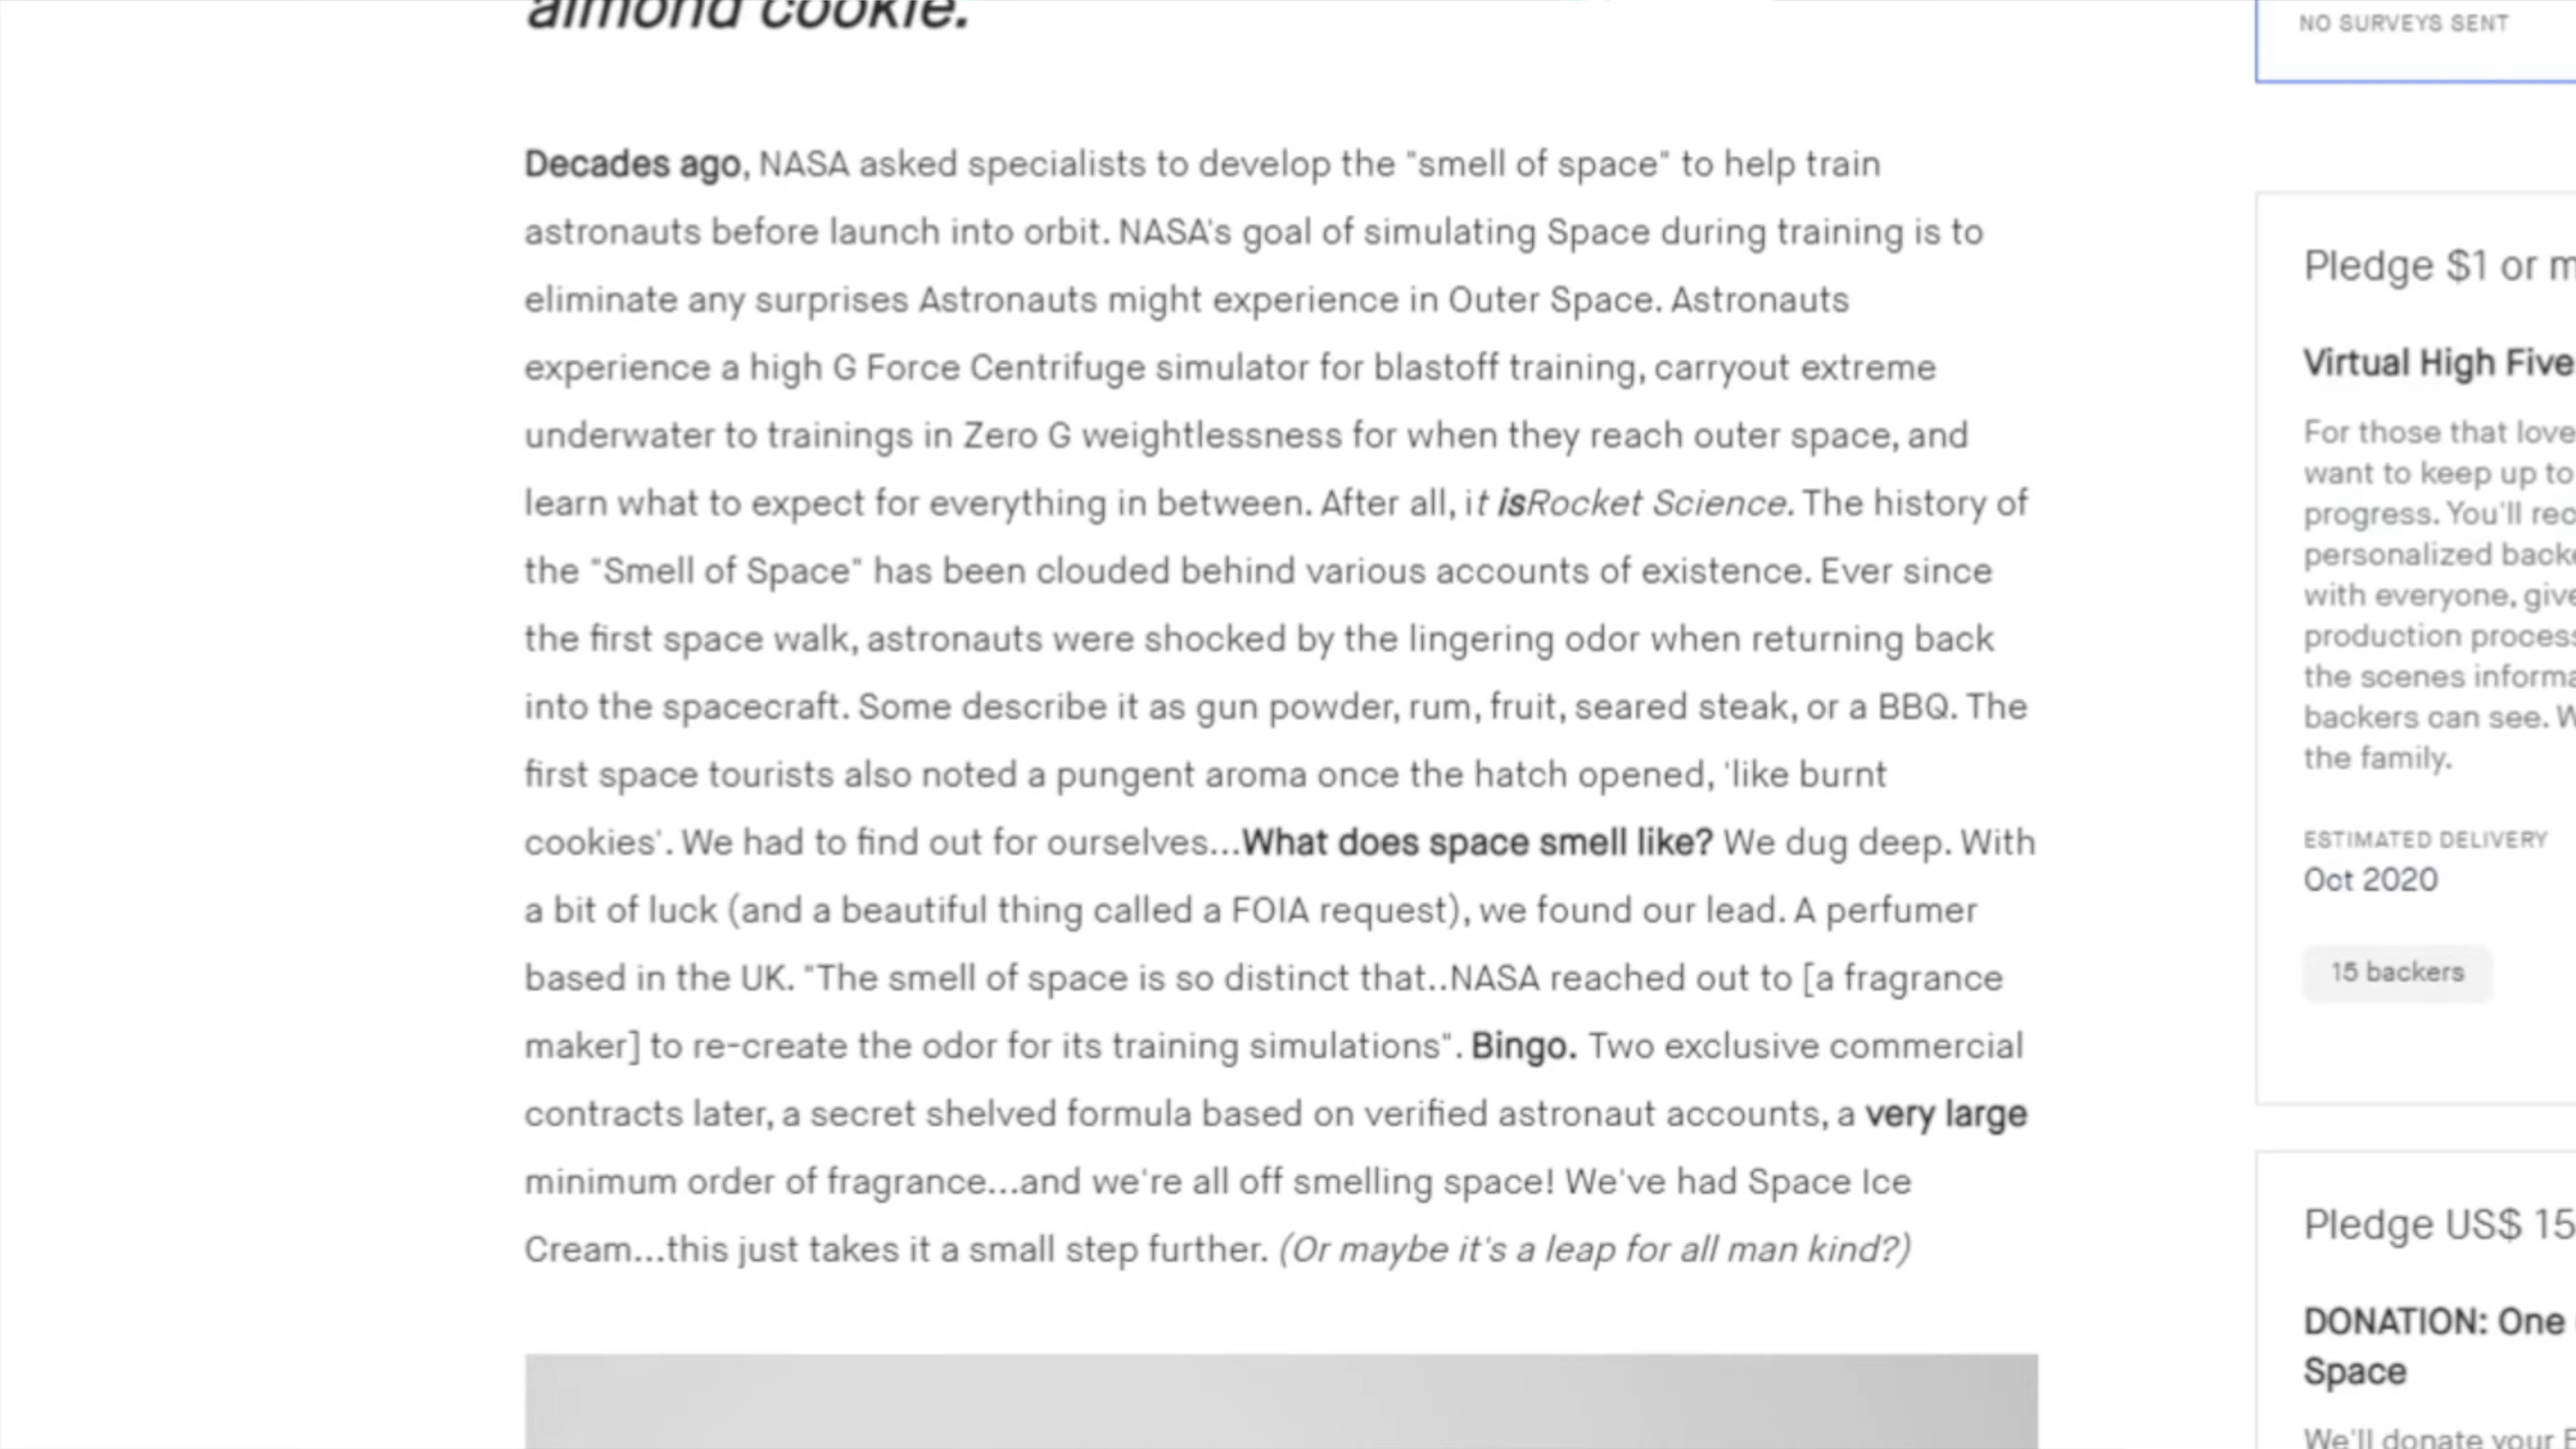 almond cookie.
Decades ago, NASA asked specialists to develop the "smell of space" to help train
astronauts before launch into orbit. NASA's goal of simulating Space during training is to
eliminate any surprises Astronauts might experience in Outer Space. Astronauts
experience a high G Force Centrifuge simulator for blastoff training, carryout extreme
underwater to trainings in Zero G weightlessness for when they reach outer space, and
learn what to expect for everything in between. After all, it isRocket Science. The history of
the "Smell of Space" has been clouded behind various accounts of existence. Ever since
the first space walk, astronauts were shocked by the lingering odor when returning back
into the spacecraft. Some describe it as gun powder, rum, fruit, seared steak, or a BBQ. The
first space tourists also noted a pungent aroma once the hatch opened, 'like burnt
cookies'. We had to find out for ourselves...What does space smell like? We dug deep. With
a bit of luck (and a beautiful thing called a FOIA request), we found our lead. A perfumer
based in the UK. "The smell of space is so distinct that..NASA reached out to [a fragrance
maker] to re-create the odor for its training simulations". Bingo. Two exclusive commercial
contracts later, a secret shelved formula based on verified astronaut accounts, a very large
minimum order of fragrance...and we're all off smelling space! We've had Space Ice
Cream...this just takes it a small step further. (Or maybe it's a leap for all man kind?)
NO SURVEYS SENT
Pledge $1 or
Virtual High Five
For those that love
want to keep up to
progress. You'll
personalized
with everyone,
production
the scenes
backers can see.
the family.
ESTIMATED DELIVERY
Oct 2020
15 backers
Pledge US$ 15
DONATION: One
Space
We'll donate your